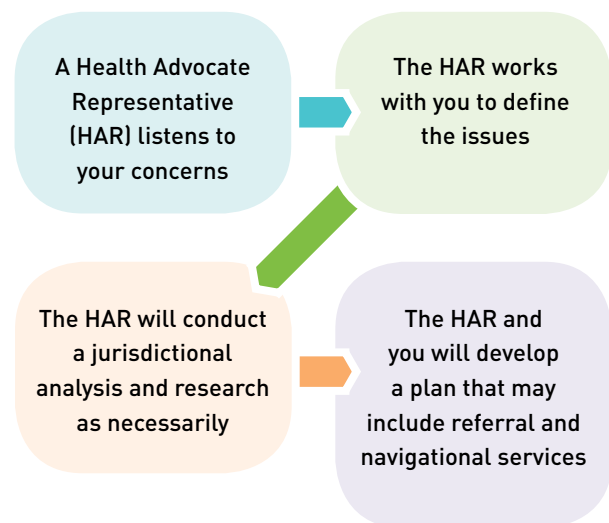 A Health Advocate
Representative
(HAR) listens to
your concerns
The HAR works
with you to define
the issues
The HAR will conduct
a jurisdictional
analysis and research
as necessarily
The HAR and
you will develop
a plan that may
include referral and
navigational services